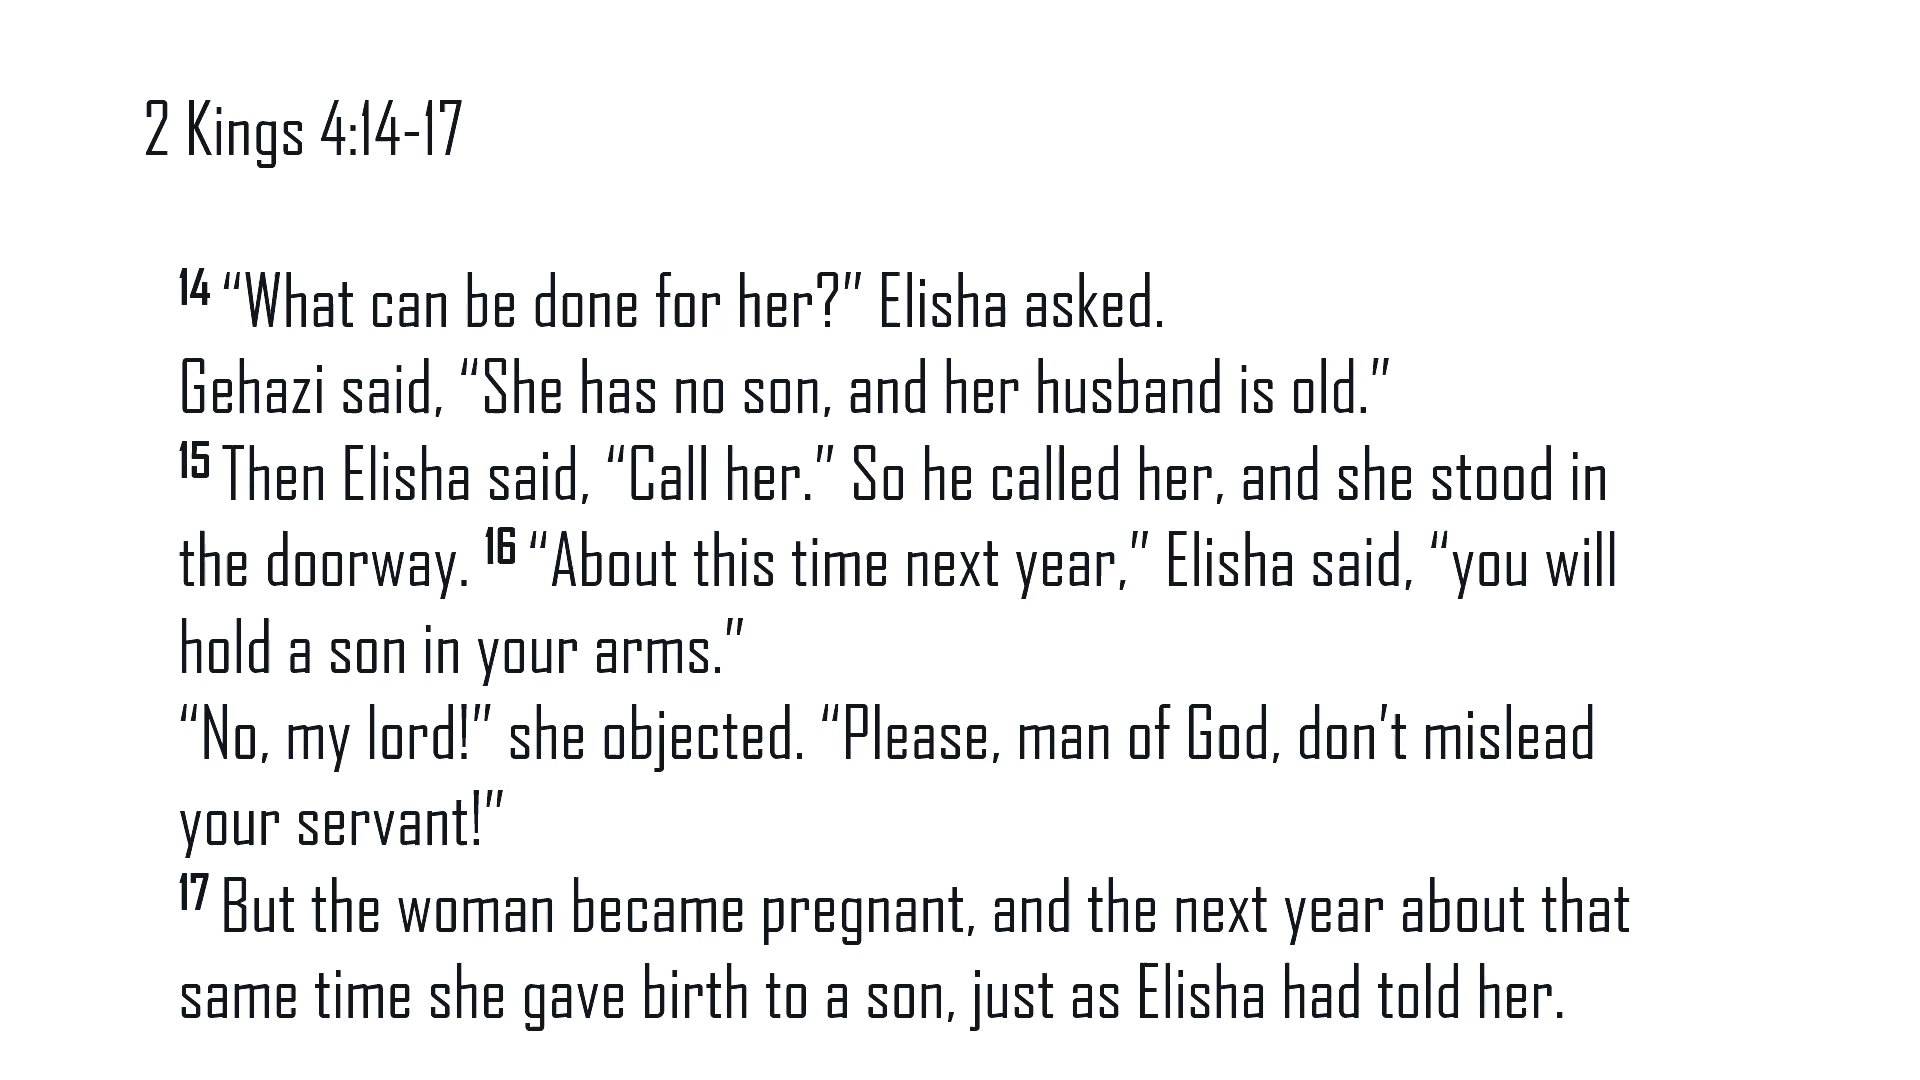 2 Kings 4:14-17
14 “What can be done for her?” Elisha asked.
Gehazi said, “She has no son, and her husband is old.”
15 Then Elisha said, “Call her.” So he called her, and she stood in
the doorway. 16 “About this time next year,” Elisha said, “you will
hold a son in your arms.”
“No, my lord!” she objected. “Please, man of God, don’t mislead
your servant!”
17 But the woman became pregnant, and the next year about that
same time she gave birth to a son, just as Elisha had told her.